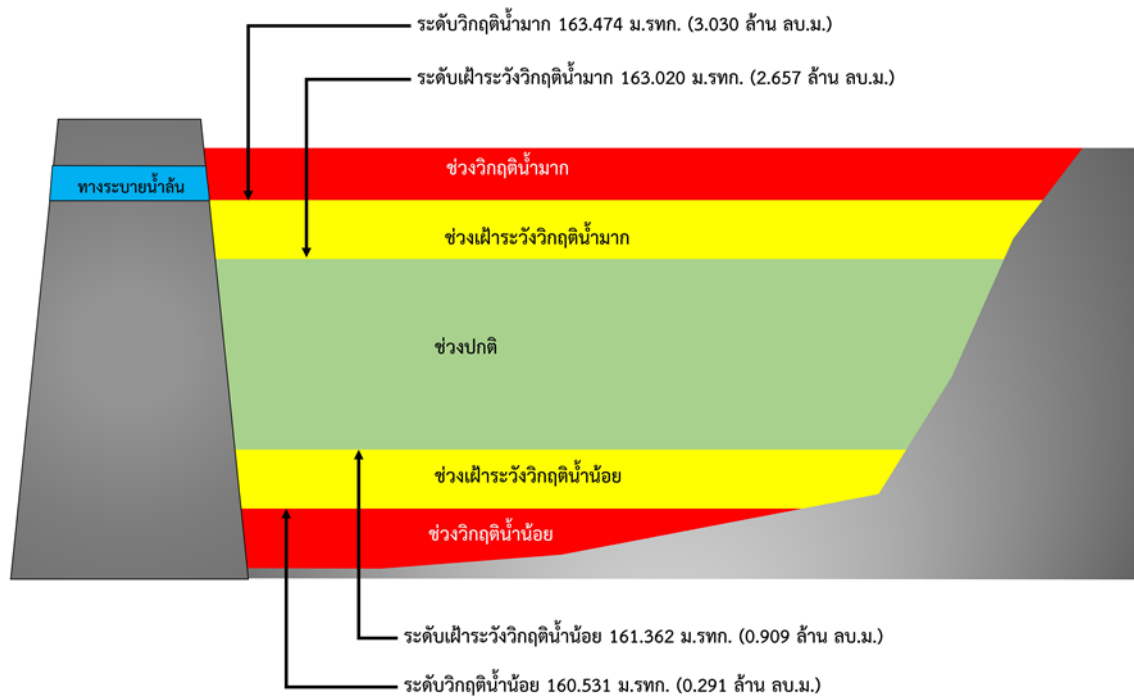 ระดับวิกฤติน้ำมาก 163.474 ม.รทก. (3.030 ล้าน ลบ.ม.)
ระดับเฝ้าระวังวิกฤติน้ำมาก 163.020 ม.รทก. (2.657 ล้าน ลบ.ม.)
ช่วงวิกฤติน้ำมาก
ทางระบายน้ำล้น
ช่วงเฝ้าระวังวิกฤติน้ำมาก
ช่วงปกติ
ช่วงเฝ้าระวังวิกฤติน้ำน้อย
ช่วงวิกฤติน้ำน้อย
ระดับเฝ้าระวังวิกฤติน้ำน้อย 161.362 ม.รทก. (0.909 ล้าน ลบ.ม.)
ระดับวิกฤติน้ำน้อย 160.531 ม.รทก. (0.291 ล้าน ลบ.ม.)